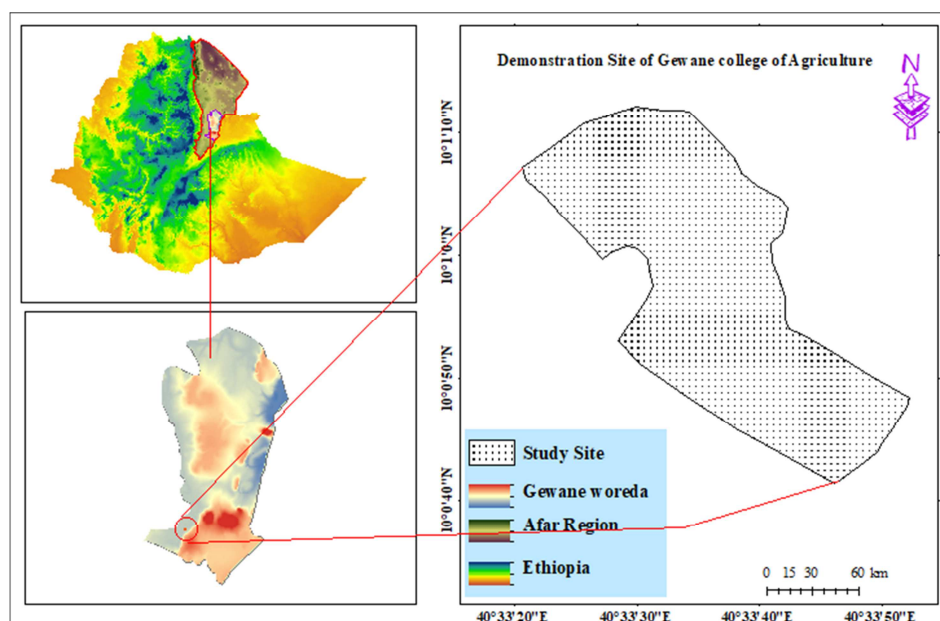 Demonstration Site of Gewane college of Agriculture
N
10°1'10"N
10°1'0"N
10°0'50"N
10°0'40"N
Study Site
Gewane woreda
Afar Region
Ethiopia
0 15 30 60 km
40°33'20"E 40°33'30"E 40°33'40"E 40°33'50"E